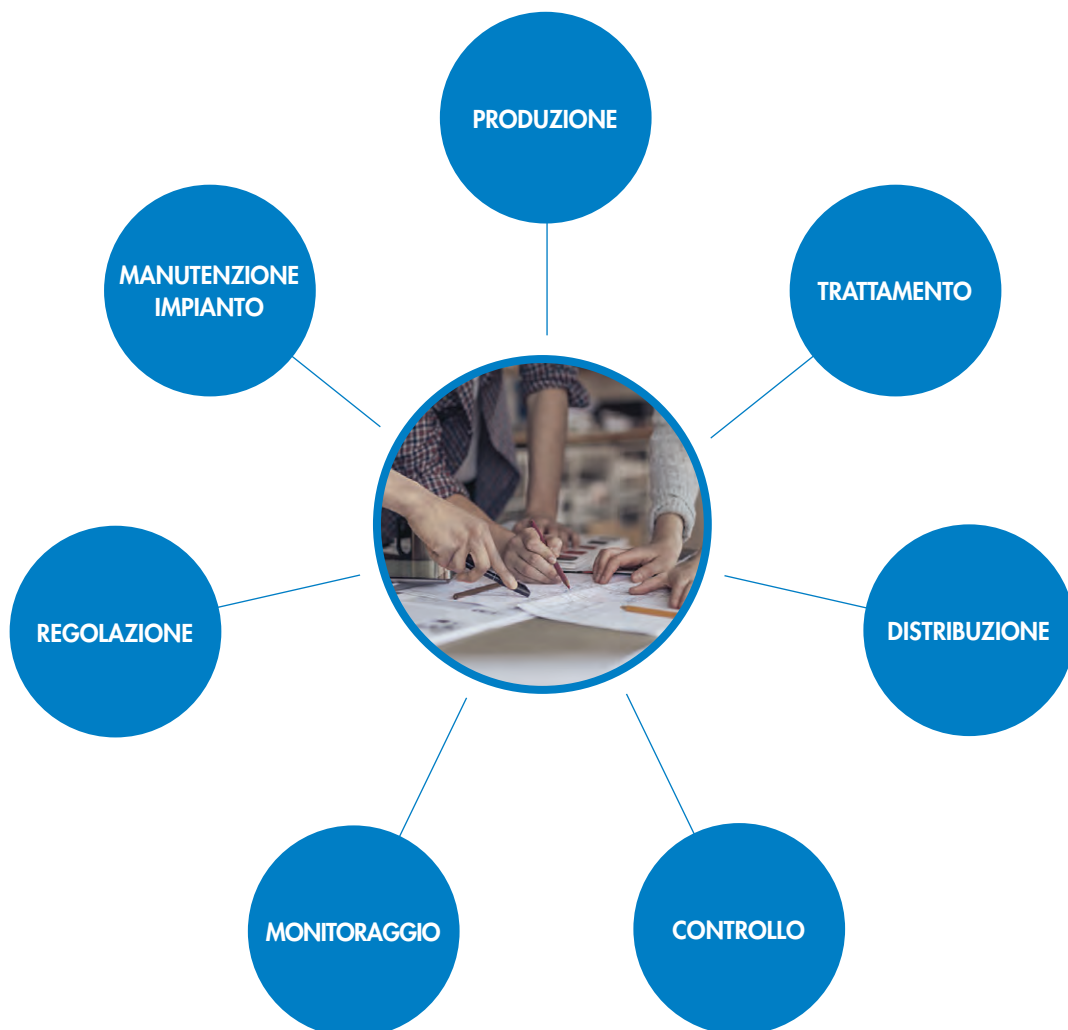 PRODUZIONE
TRATTAMENTO
DISTRIBUZIONE
CONTROLLO
MONITORAGGIO
REGOLAZIONE
MANUTENZIONE
IMPIANTO